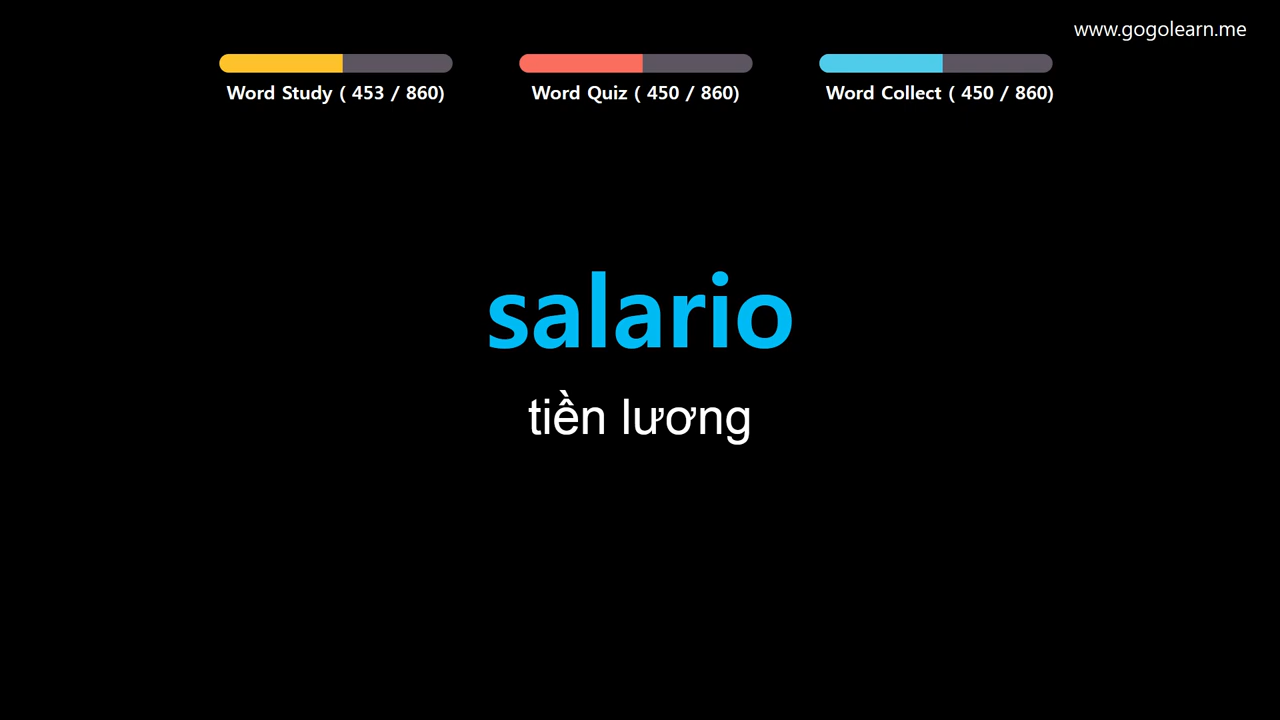 www.gogolearn.me
Word Study ( 453 / 860)
Word Quiz ( 450 / 860)
Word Collect ( 450 / 860)
salario
tiền lương